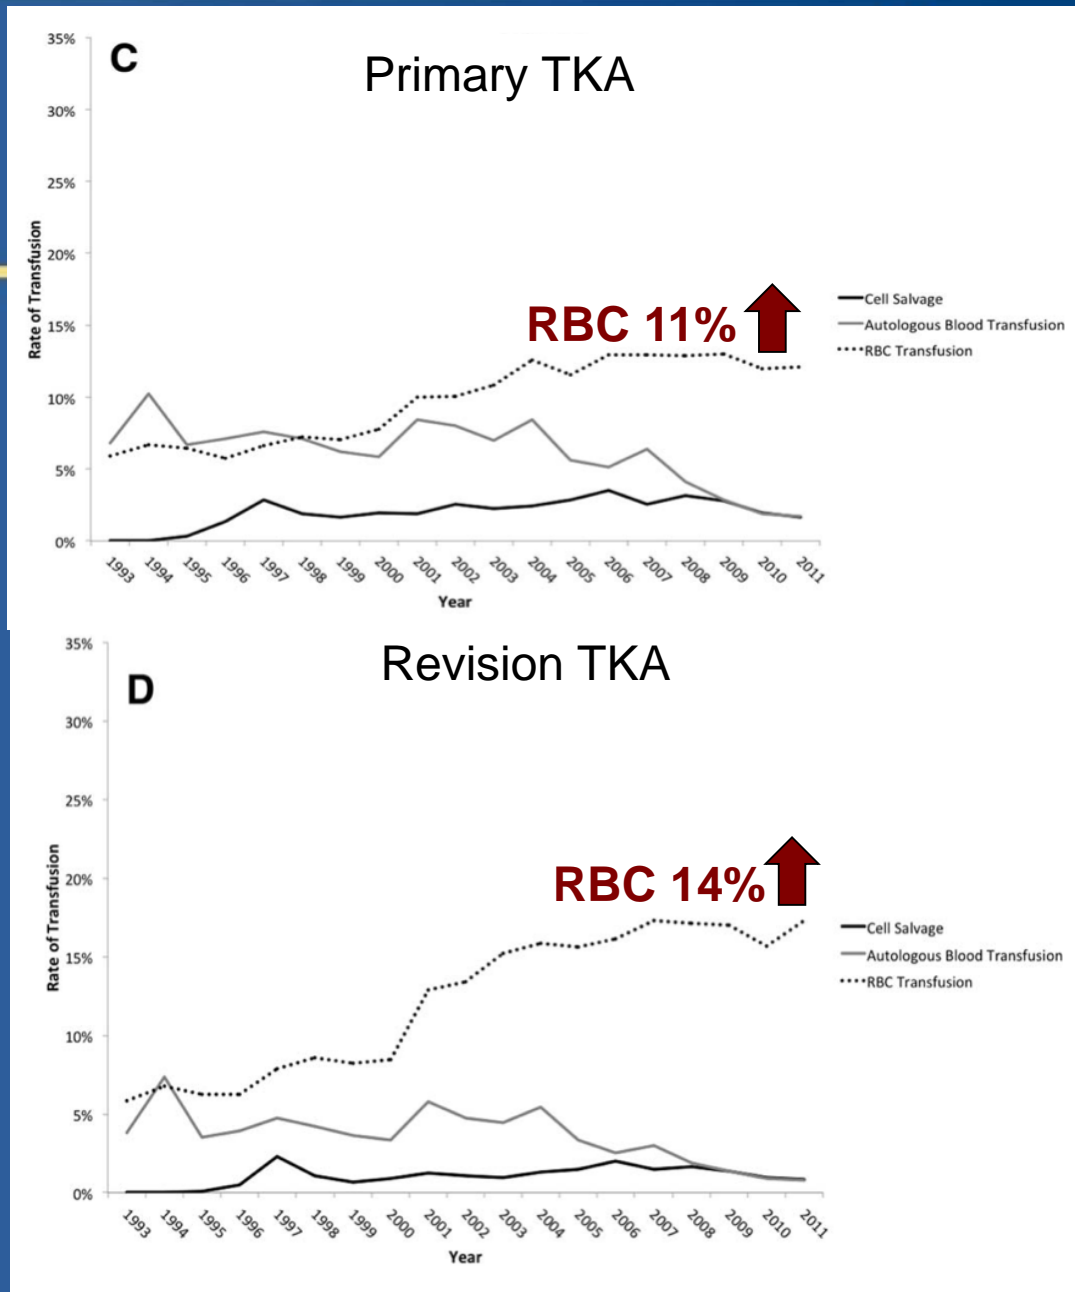 C
Primary TKA
35%
30%
25%
20%
15%
10%
5%
0%
Rate of Transfusion
RBC 11%
Cell Salvage
Autologous Blood Transfusion
RBC Transfusion
1993 1994 1995 1996 1997 1998 1999 2000 2001 2002 2003 2004 2005 2006 2007 2008 2009 2010 2011
Year
D
Revision TKA
35%
30%
25%
20%
15%
10%
5%
0%
Rate of Transfusion
RBC 14%
Cell Salvage
Autologous Blood Transfusion
RBC Transfusion
1993 1994 1995 1996 1997 1998 1999 2000 2001 2002 2003 2004 2005 2006 2007 2008 2009 2010 2011
Year